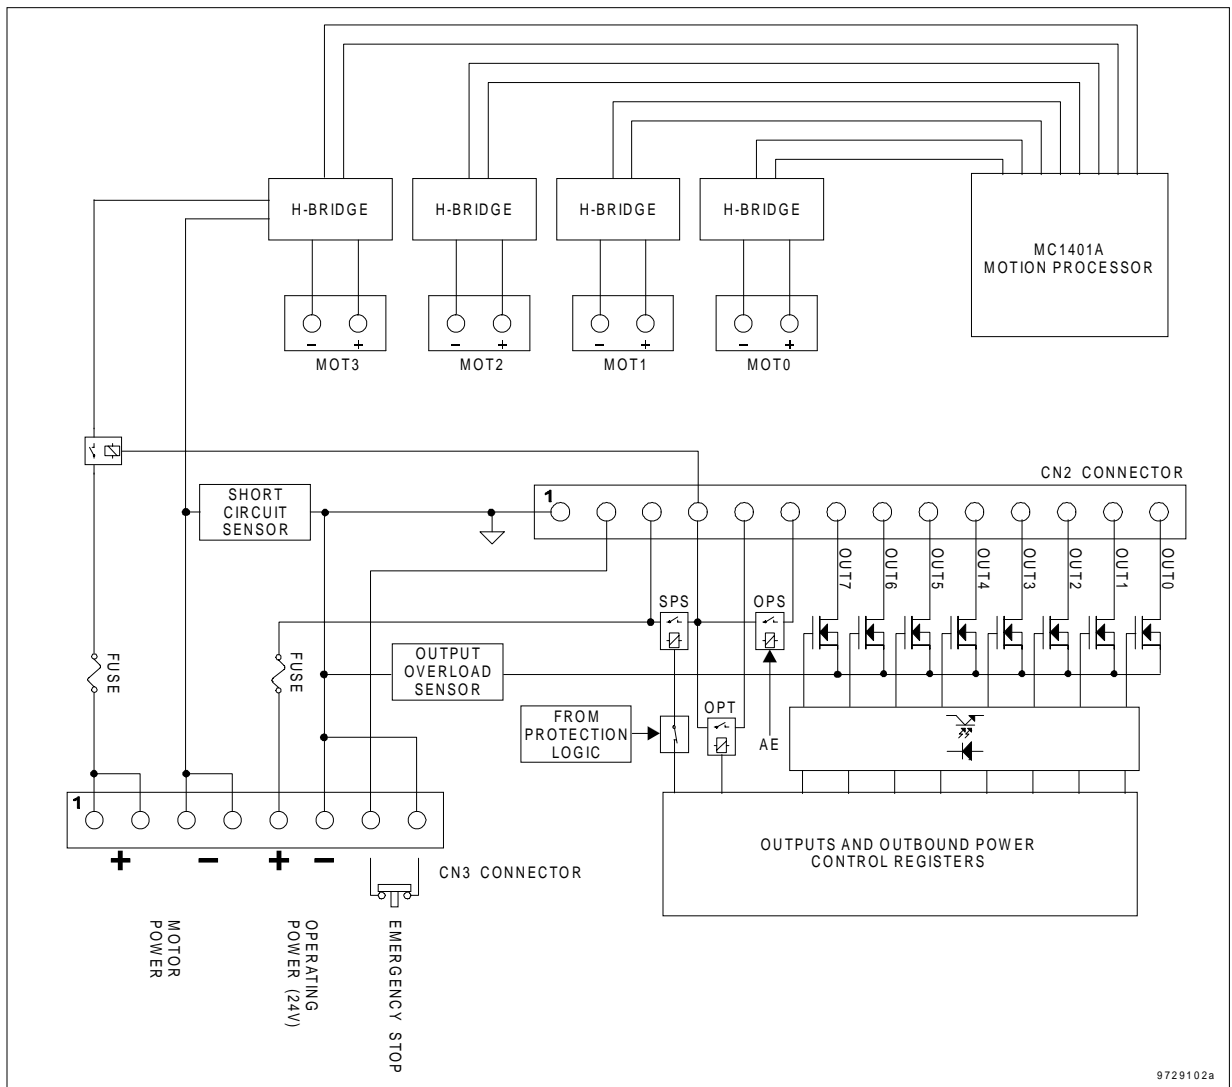 H-BRIDGE
H-BRIDGE
H-BRIDGE
H-BRIDGE
MC1401A
MOTION PROCESSOR
- +
- +
- +
- +
MOT3
MOT2
MOT1
MOT0
CN2 CONNECTOR
1
SHORT
CIRCUIT
SENSOR
OUT7
OUT6
OUT5
OUT4
OUT3
OUT2
OUT1
OUT0
SPS
OPS
FUSE
FUSE
OUTPUT
OVERLOAD
SENSOR
OPT
FROM
PROTECTION
LOGIC
AE
1
OUTPUTS AND OUTBOUND POWER
CONTROL REGISTERS
+ - + -
CN3 CONNECTOR
MOTOR
POWER
OPERATING
POWER (24V)
EMERGENCY STOP
9729102a